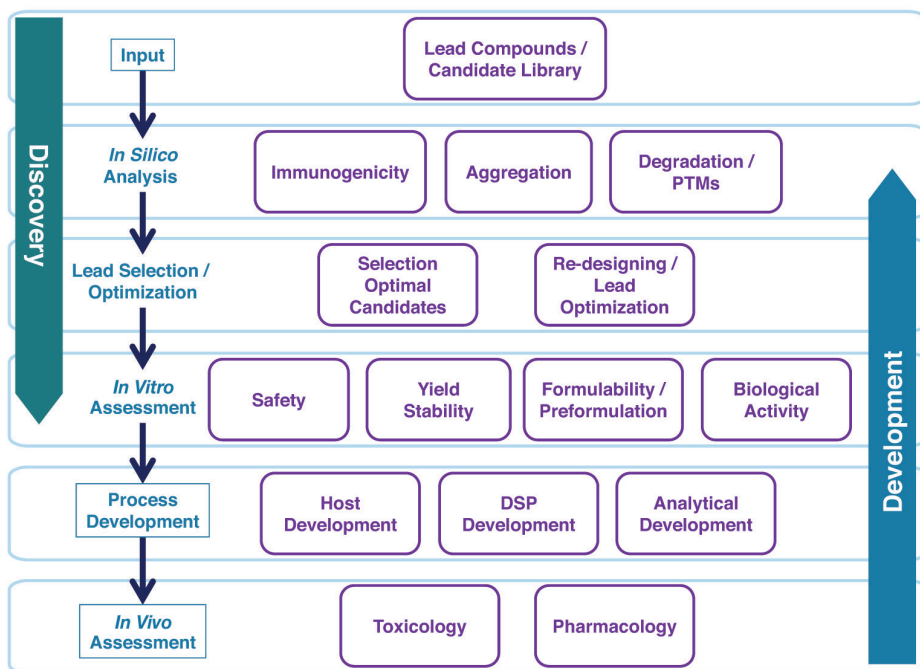 Discovery
Input
Lead Compounds /
Candidate Library
In Silico
Analysis
Immunogenicity
Aggregation
Degradation /
PTMs
Lead Selection /
Optimization
Selection
Optimal
Candidates
Re-designing /
Lead
Optimization
In Vitro
Assessment
Safety
Yield
Stability
Formulability /
Preformulation
Biological
Activity
Process
Development
Host
Development
DSP
Development
Analytical
Development
In Vivo
Assessment
Toxicology
Pharmacology
Development